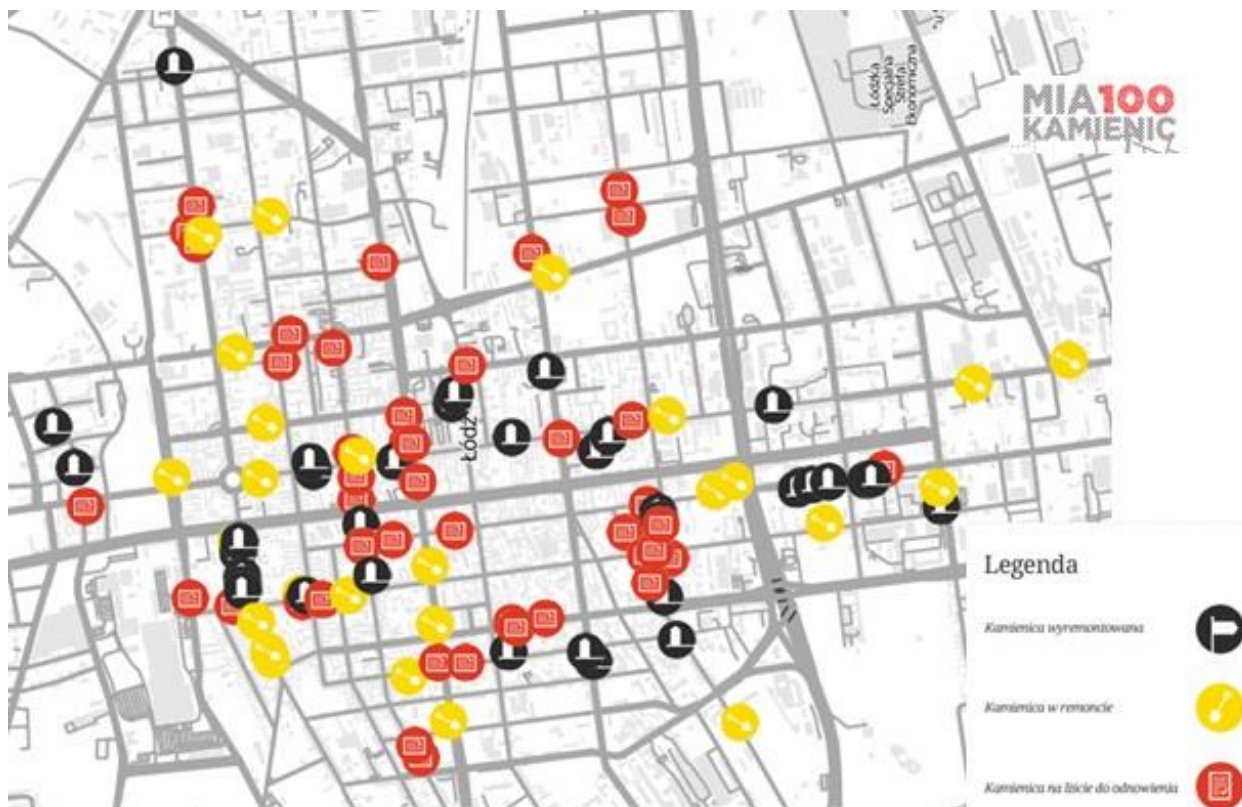 Łódzka
Specjalna
Strefa
Ekonomiczna
MIA100
KAMIENIC
Łódź
Legenda
Kamienica wyremontowana
Kamienica w remoncie
Kamienica na liście do odnowienia